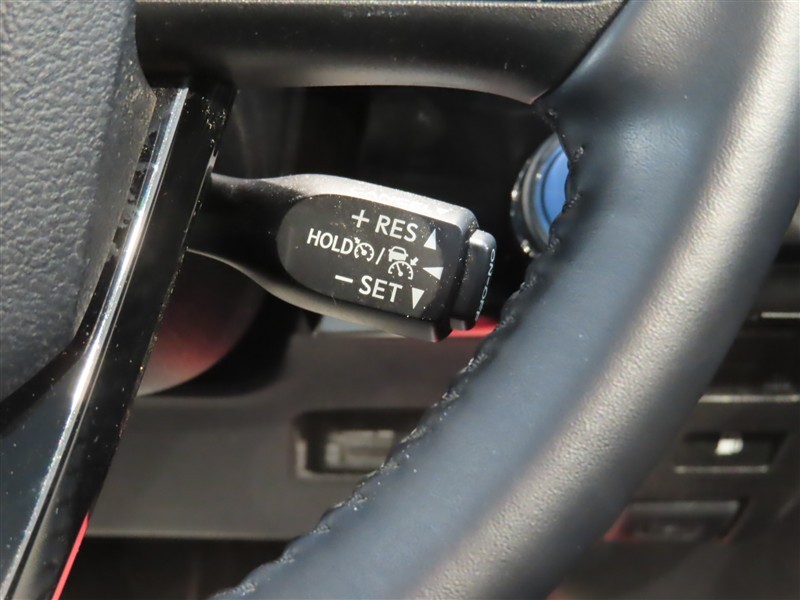 + RES
HOLD /
− SET